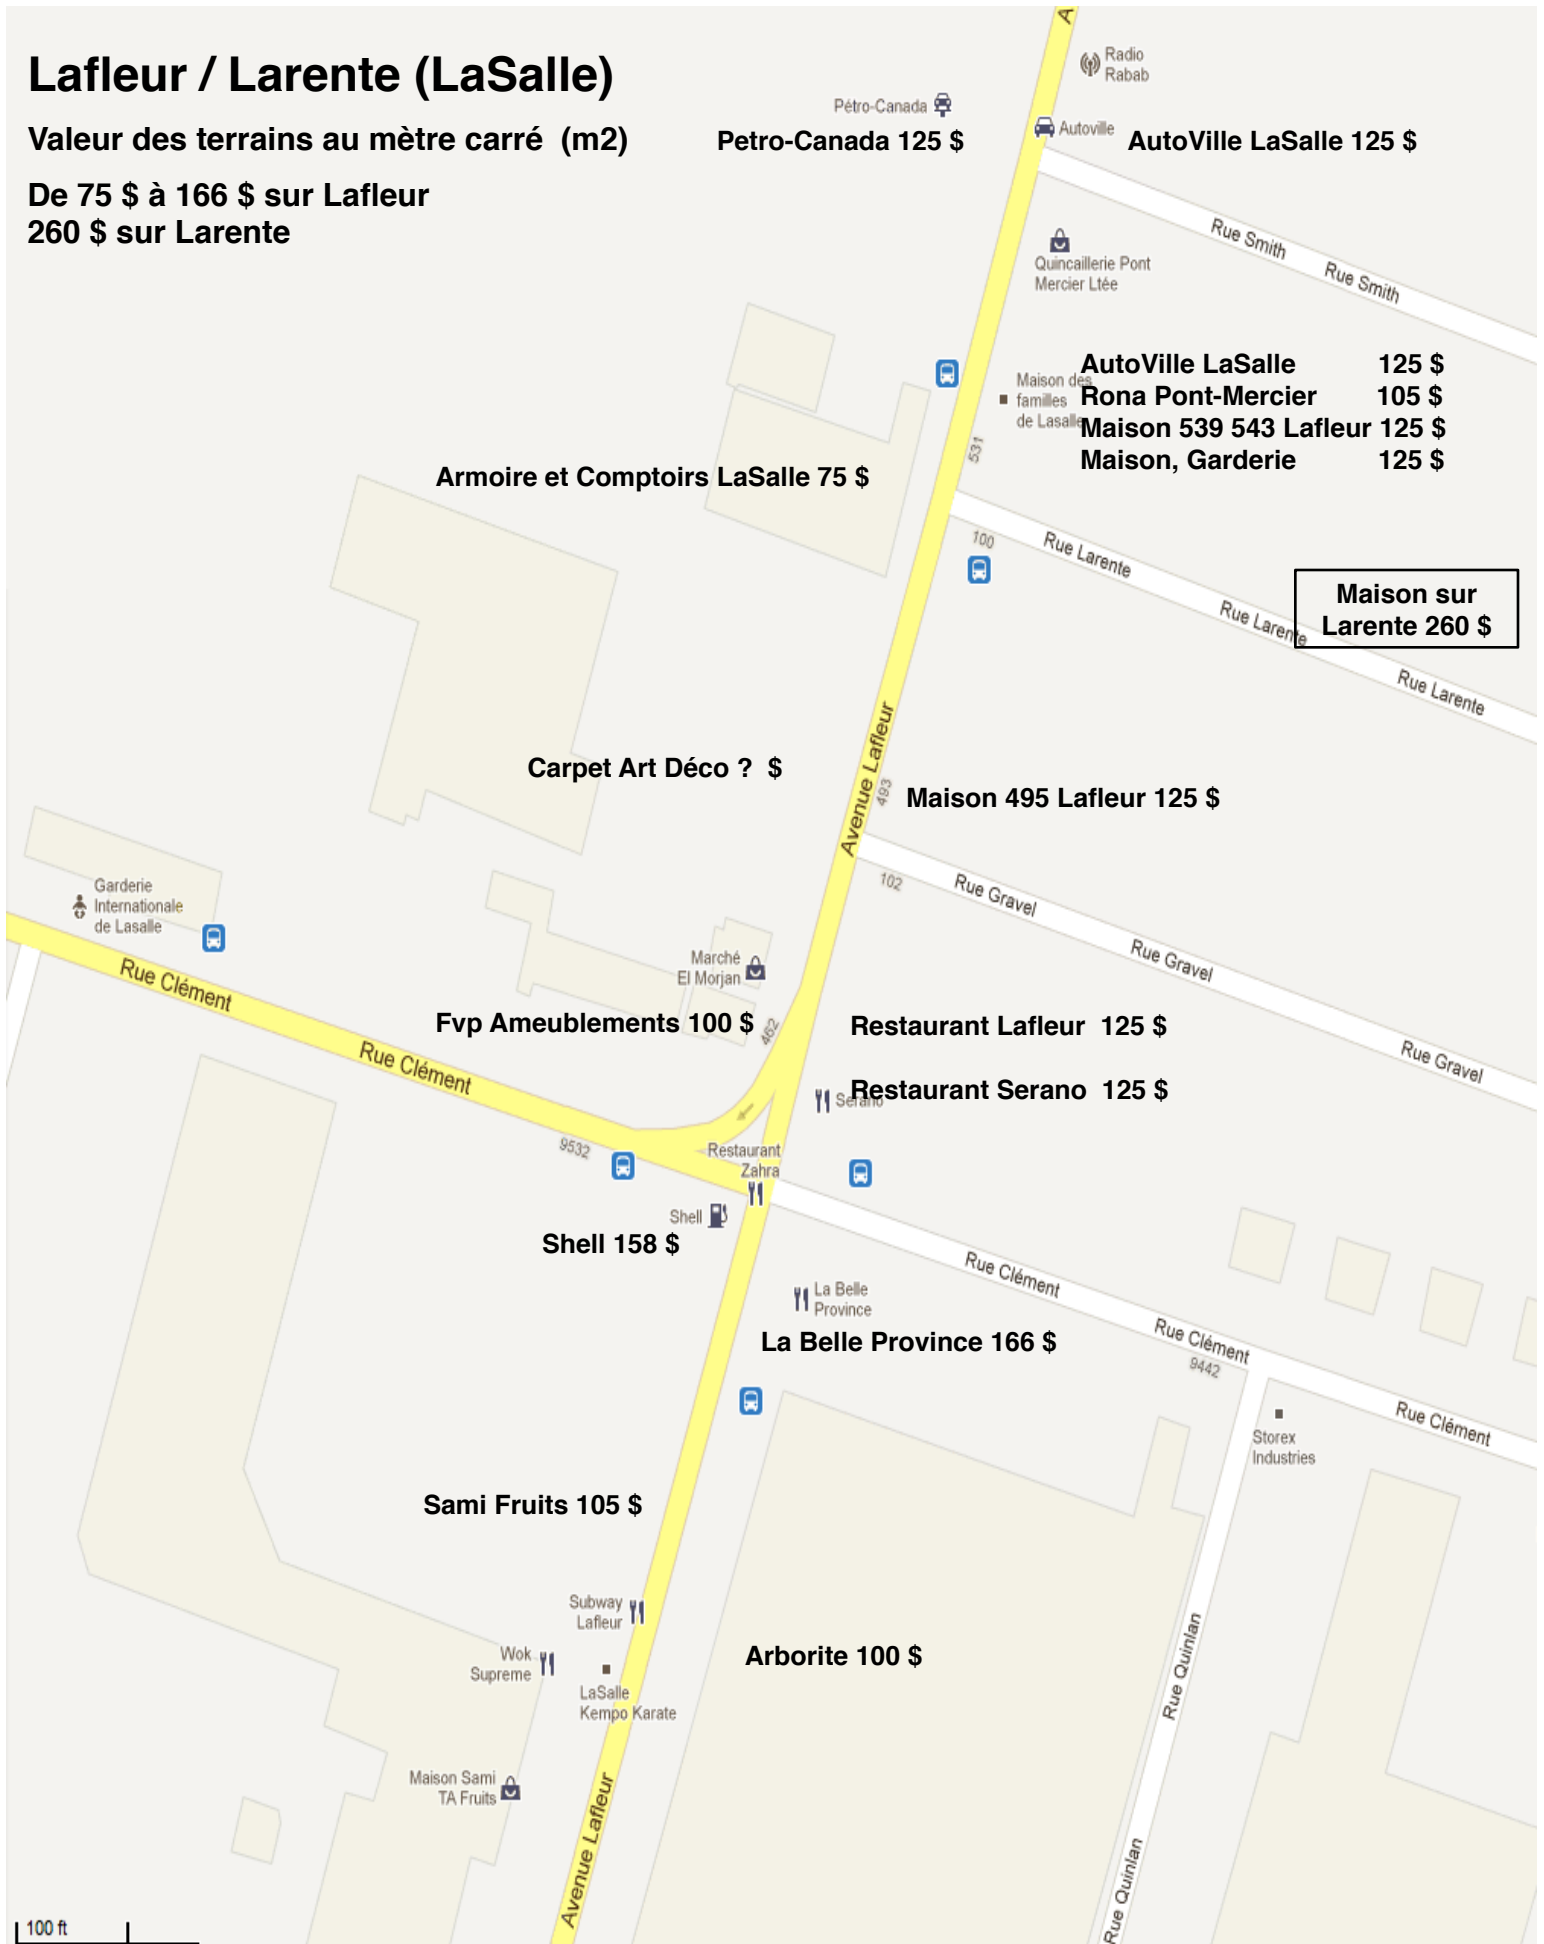 Lafleur / Larente (LaSalle)
Valeur des terrains au mètre carré (m2)
De 75 $ à 166 $ sur Lafleur
260 $ sur Larente
A
Radio
Rabab
Pétro-Canada
Petro-Canada 125 $
Autoville
AutoVille LaSalle 125 $
Rue Smith
Rue Smith
Quincaillerie Pont
Mercier Ltée
Maison des
familles
de Lasalle
AutoVille LaSalle 125 $
Rona Pont-Mercier 105 $
Maison 539 543 Lafleur 125 $
Maison, Garderie 125 $
531
Armoire et Comptoirs LaSalle 75 $
100
Rue Larente
Rue Larente
Rue Larente
Maison sur
Larente 260 $
Avenue Lafleur
493
Carpet Art Déco ? $
Maison 495 Lafleur 125 $
102
Rue Gravel
Rue Gravel
Rue Gravel
Garderie
Internationale
de Lasalle
Rue Clément
Rue Clément
Marché
El Morjan
Fvp Ameublements 100 $
462
Restaurant Lafleur 125 $
Serano
Restaurant Serano 125 $
9532
Restaurant
Zahra
Shell
Shell 158 $
Rue Clément
Rue Clément
9442
Rue Clément
La Belle
Province
La Belle Province 166 $
Storex
Industries
Sami Fruits 105 $
Subway
Lafleur
Wok
Supreme
LaSalle
Kempo Karate
Arborite 100 $
Rue Quinlan
Maison Sami
TA Fruits
Avenue Lafleur
Rue Quinlan
100 ft